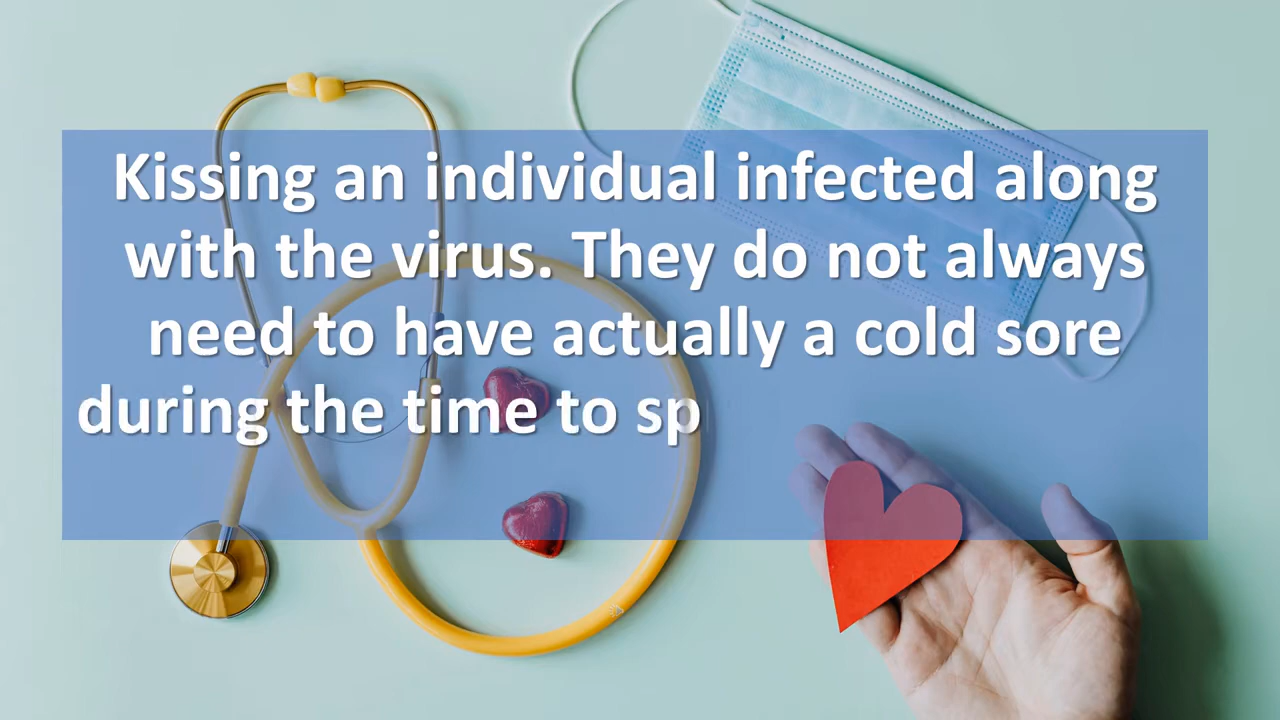 Kissing an individual infected along
with the virus. They do not always
need to have actually a cold sore
during the time to sp